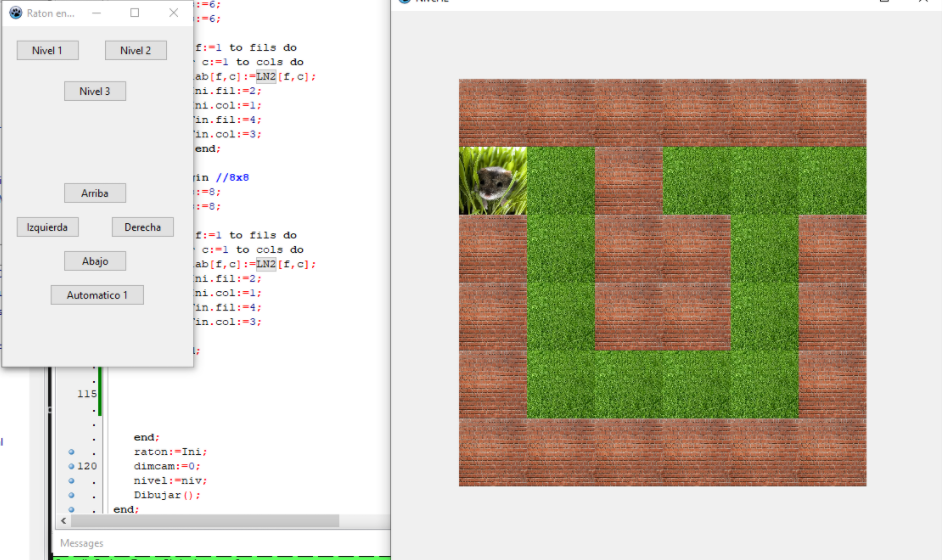 Raton en...
Nivel 1
Nivel 2
Nivel 3
Arriba
Izquierda
Derecha
Abajo
Automatico 1
:=6;
:=6;
f:=1 to fils do
c:=1 to cols do
ab[f,c]:=LN2[f,c];
ni.fil:=2;
ni.col:=1;
in.fil:=4;
in.col:=3;
end;
in //8x8
:=8;
:=8;
f:=1 to fils do
c:=1 to cols do
ab[f,c]:=LN2[f,c];
ni.fil:=2;
ni.col:=1;
in.fil:=4;
in.col:=3;
115
end;
raton:=Ini;
120 dimcam:=0;
nivel:=niv;
Dibujar();
end;
Messages